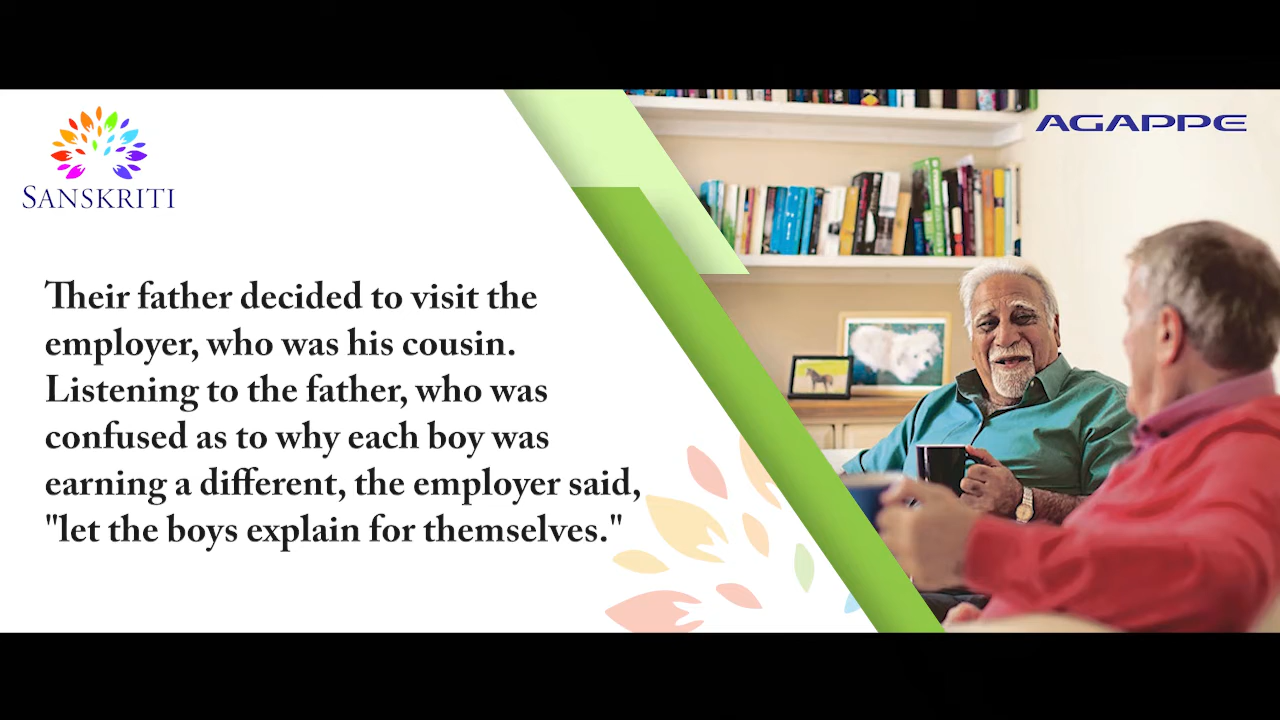 SANSKRITI
AGAPPE
Their father decided to visit the
employer, who was his cousin.
Listening to the father, who was
confused as to why each boy was
earning a different, the employer said,
"let the boys explain for themselves."